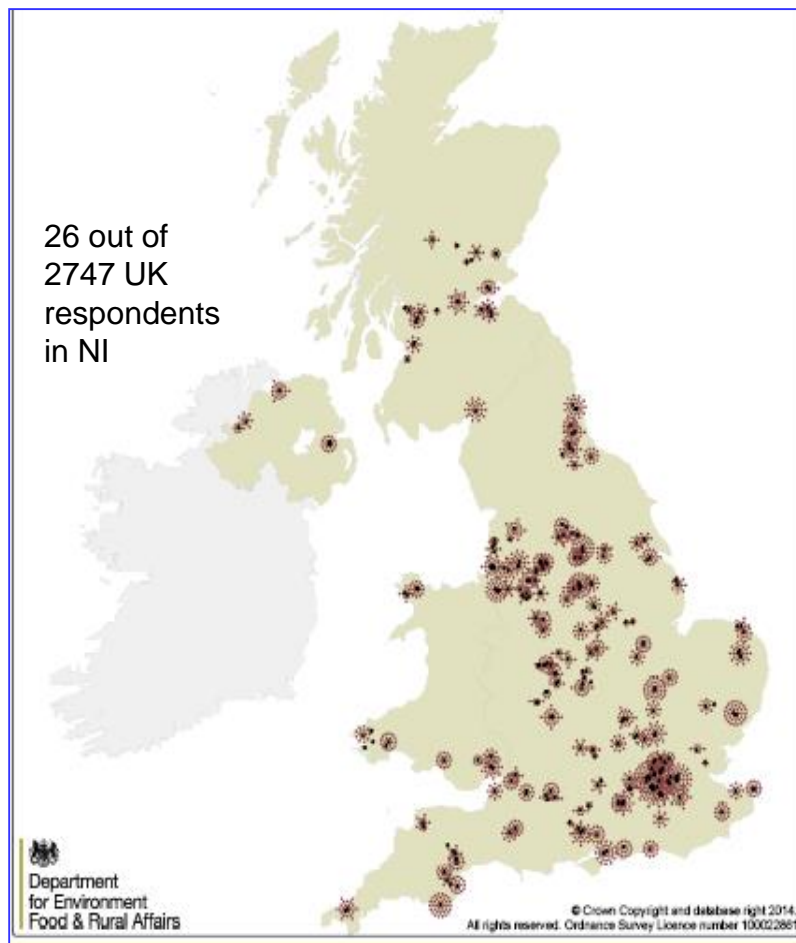 26 out of
2747 UK
respondents
in NI
Department
for Environment
Food & Rural Affairs
© Crown Copyright and database right 2014.
All rights reserved. Ordnance Survey Licence number 100022861